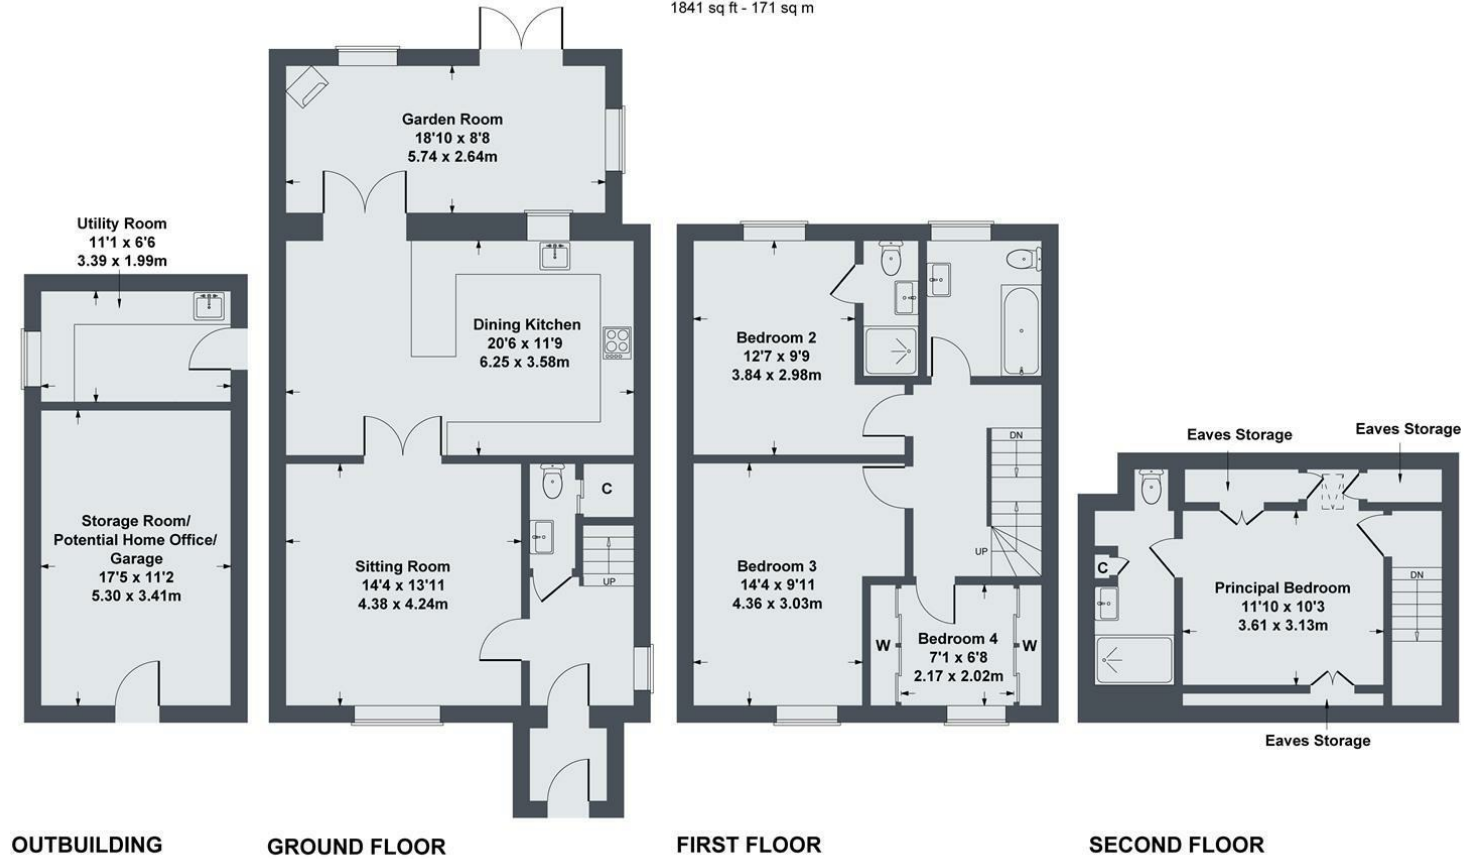 1841 sq ft - 171 sq m
Utility Room
11'1 x 6'6
3.39 x 1.99m
Storage Room/
Potential Home Office/
Garage
17'5 x 11'2
5.30 x 3.41m
OUTBUILDING
Garden Room
18'10 x 8'8
5.74 x 2.64m
Dining Kitchen
20'6 x 11'9
6.25 x 3.58m
Sitting Room
14'4 x 13'11
4.38 x 4.24m
C
UP
GROUND FLOOR
Bedroom 2
12'7 x 9'9
3.84 x 2.98m
DN
UP
Bedroom 3
14'4 x 9'11
4.36 x 3.03m
W
Bedroom 4
7'1 x 6'8
2.17 x 2.02m
W
FIRST FLOOR
Eaves Storage
Eaves Storage
C
Principal Bedroom
11'10 x 10'3
3.61 x 3.13m
DN
Eaves Storage
SECOND FLOOR